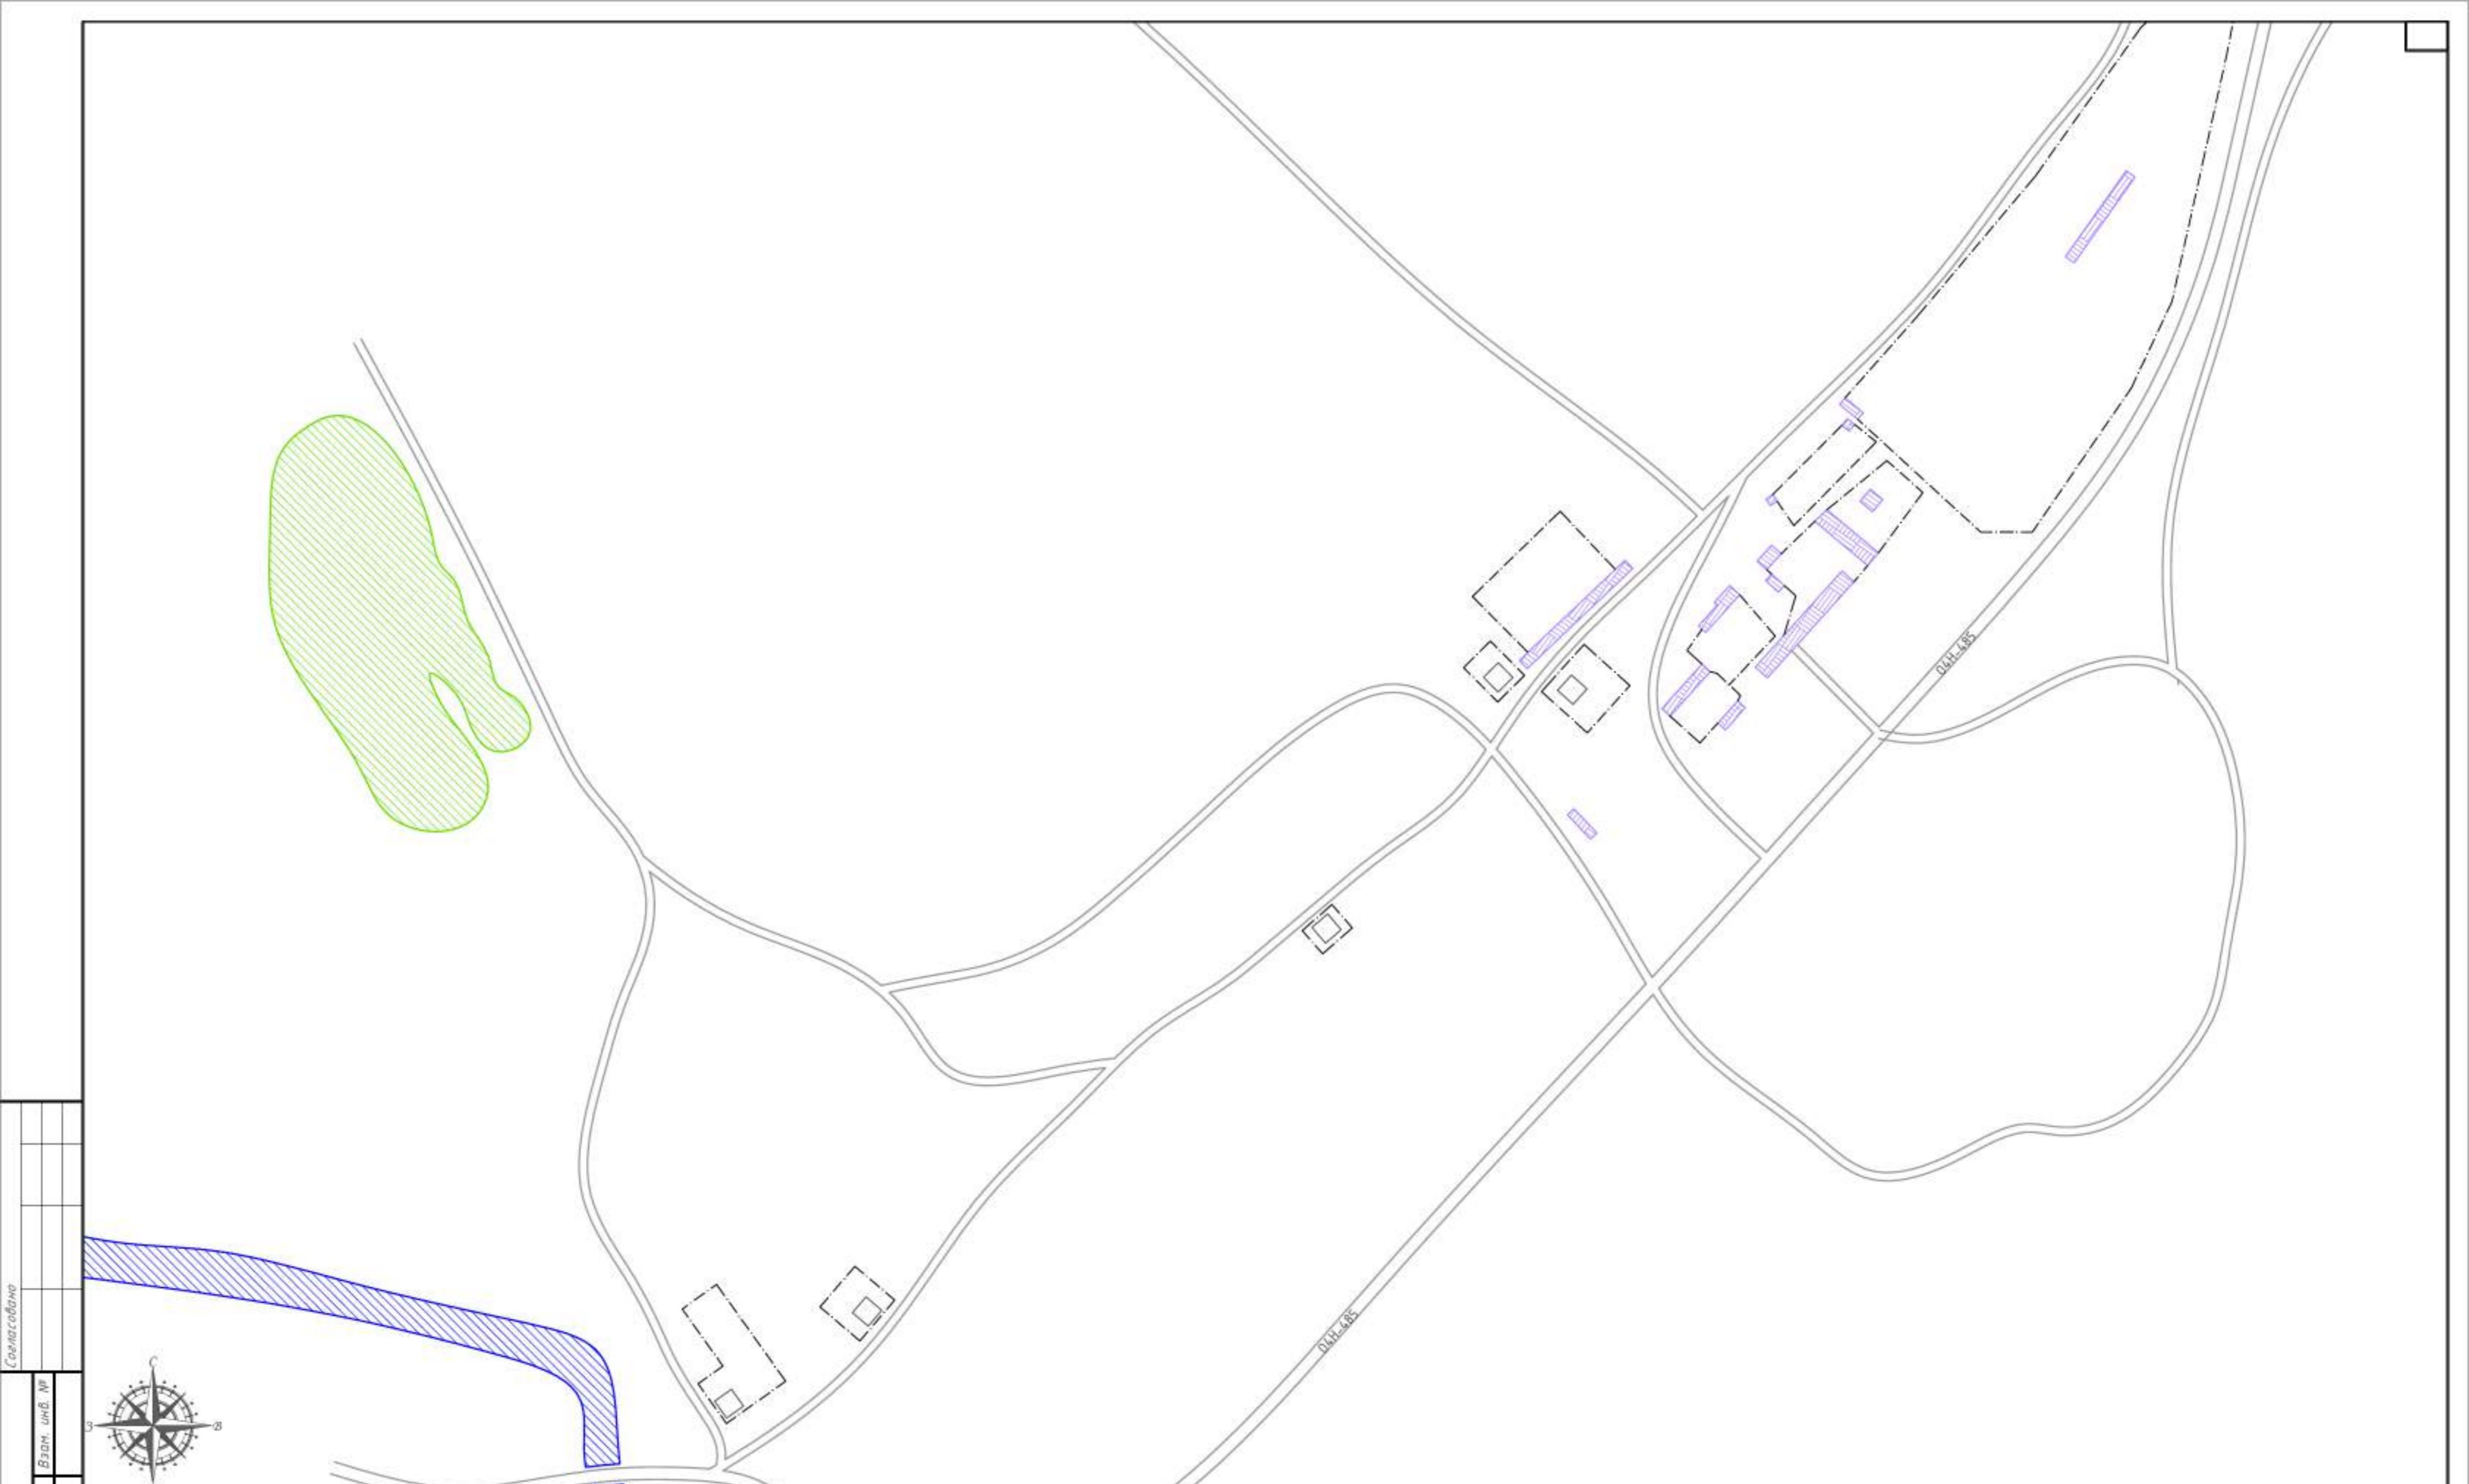 04Н-485
04Н-485
Согласовано
Взам. инв. №
С
З
В